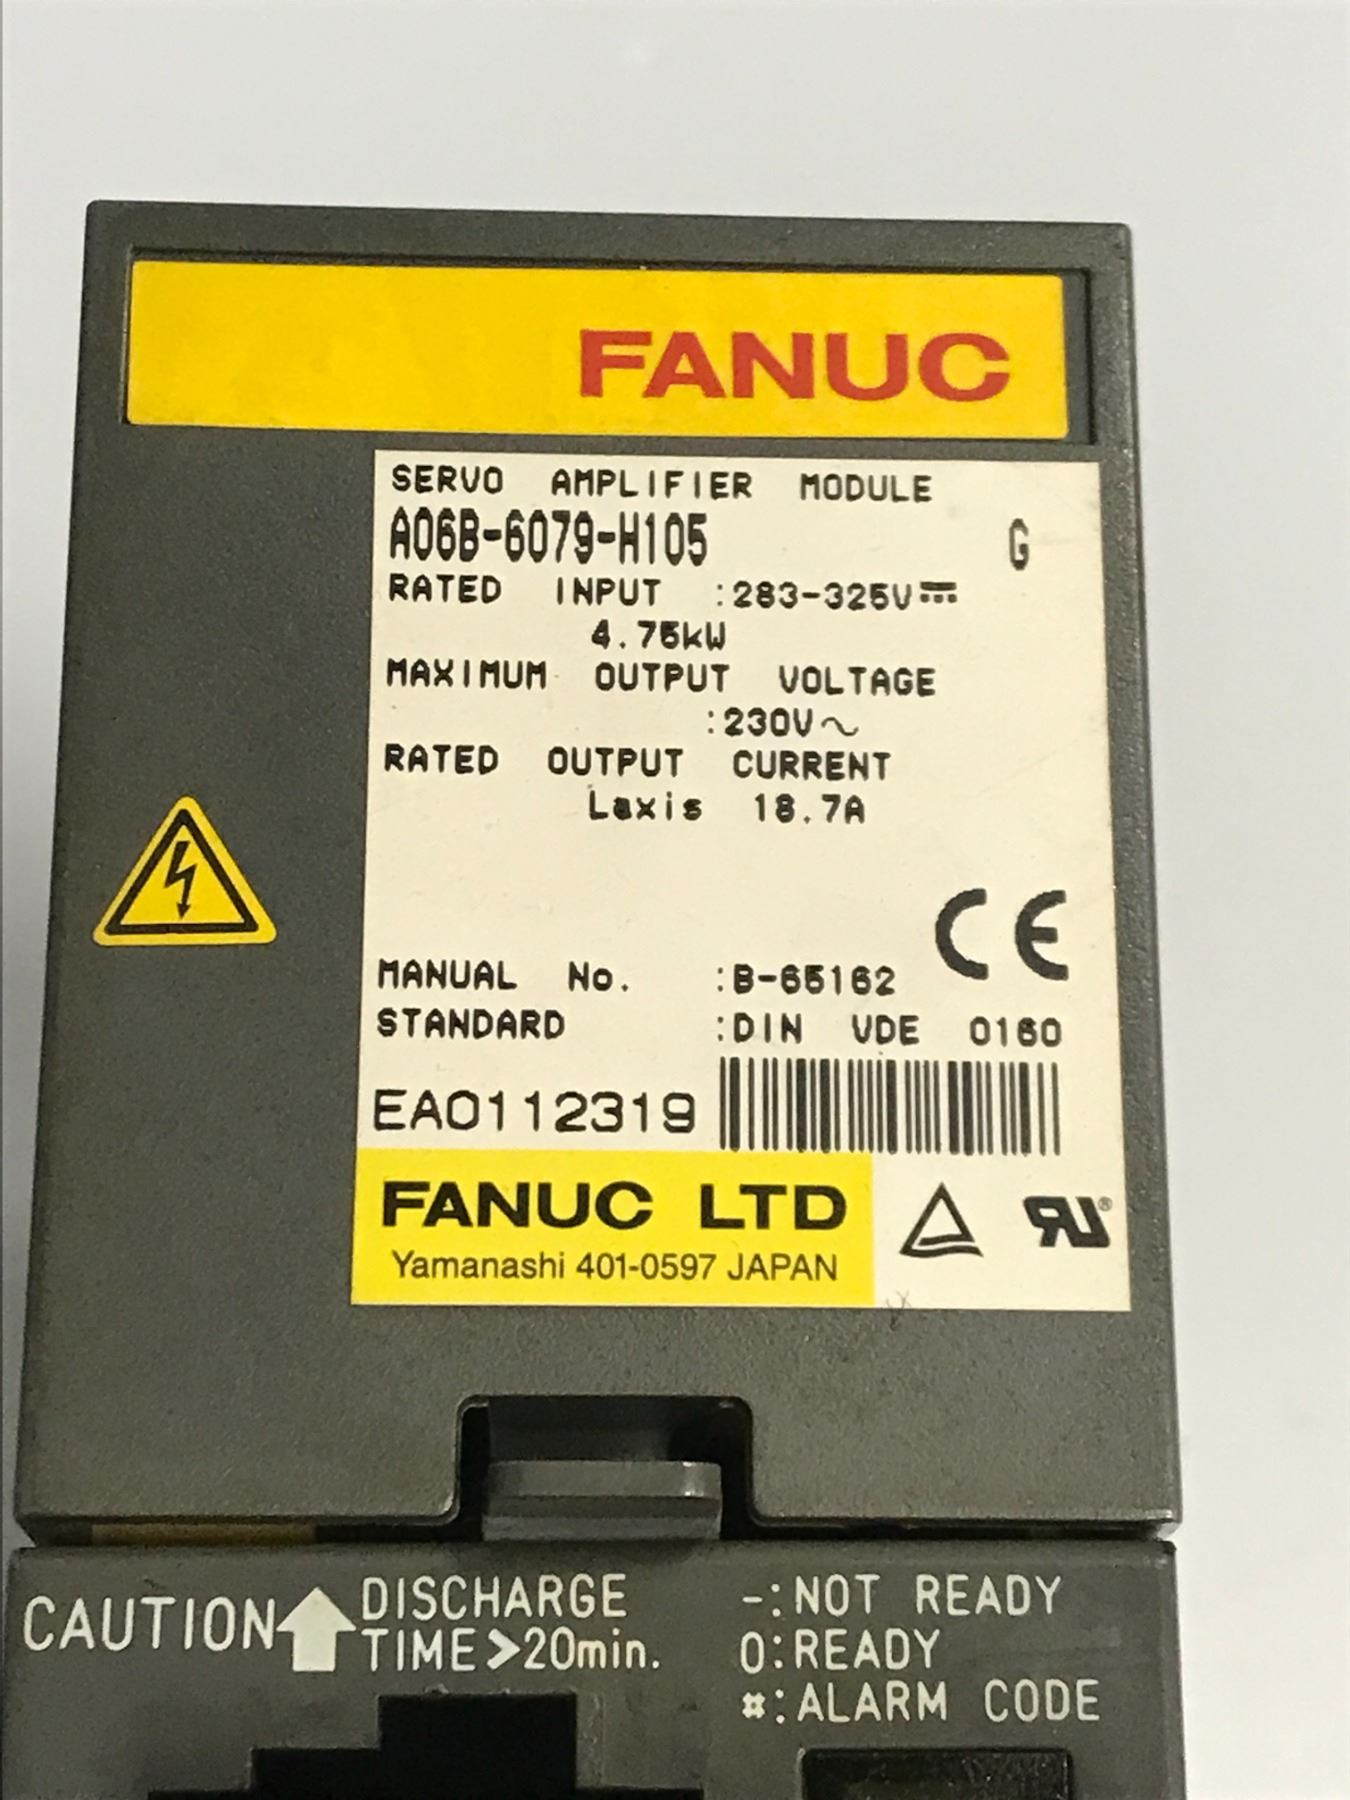 FANUC
SERVO AMPLIFIER MODULE
A06B-6079-H105 G
RATED INPUT :283-325V⎓
4.75kW
MAXIMUM OUTPUT VOLTAGE
:230V～
RATED OUTPUT CURRENT
Laxis 18.7A
CE
MANUAL No. :B-65162
STANDARD :DIN VDE 0160
EA0112319
FANUC LTD
Yamanashi 401-0597 JAPAN
RU®
CAUTION
DISCHARGE
TIME>20min.
-:NOT READY
0:READY
#:ALARM CODE